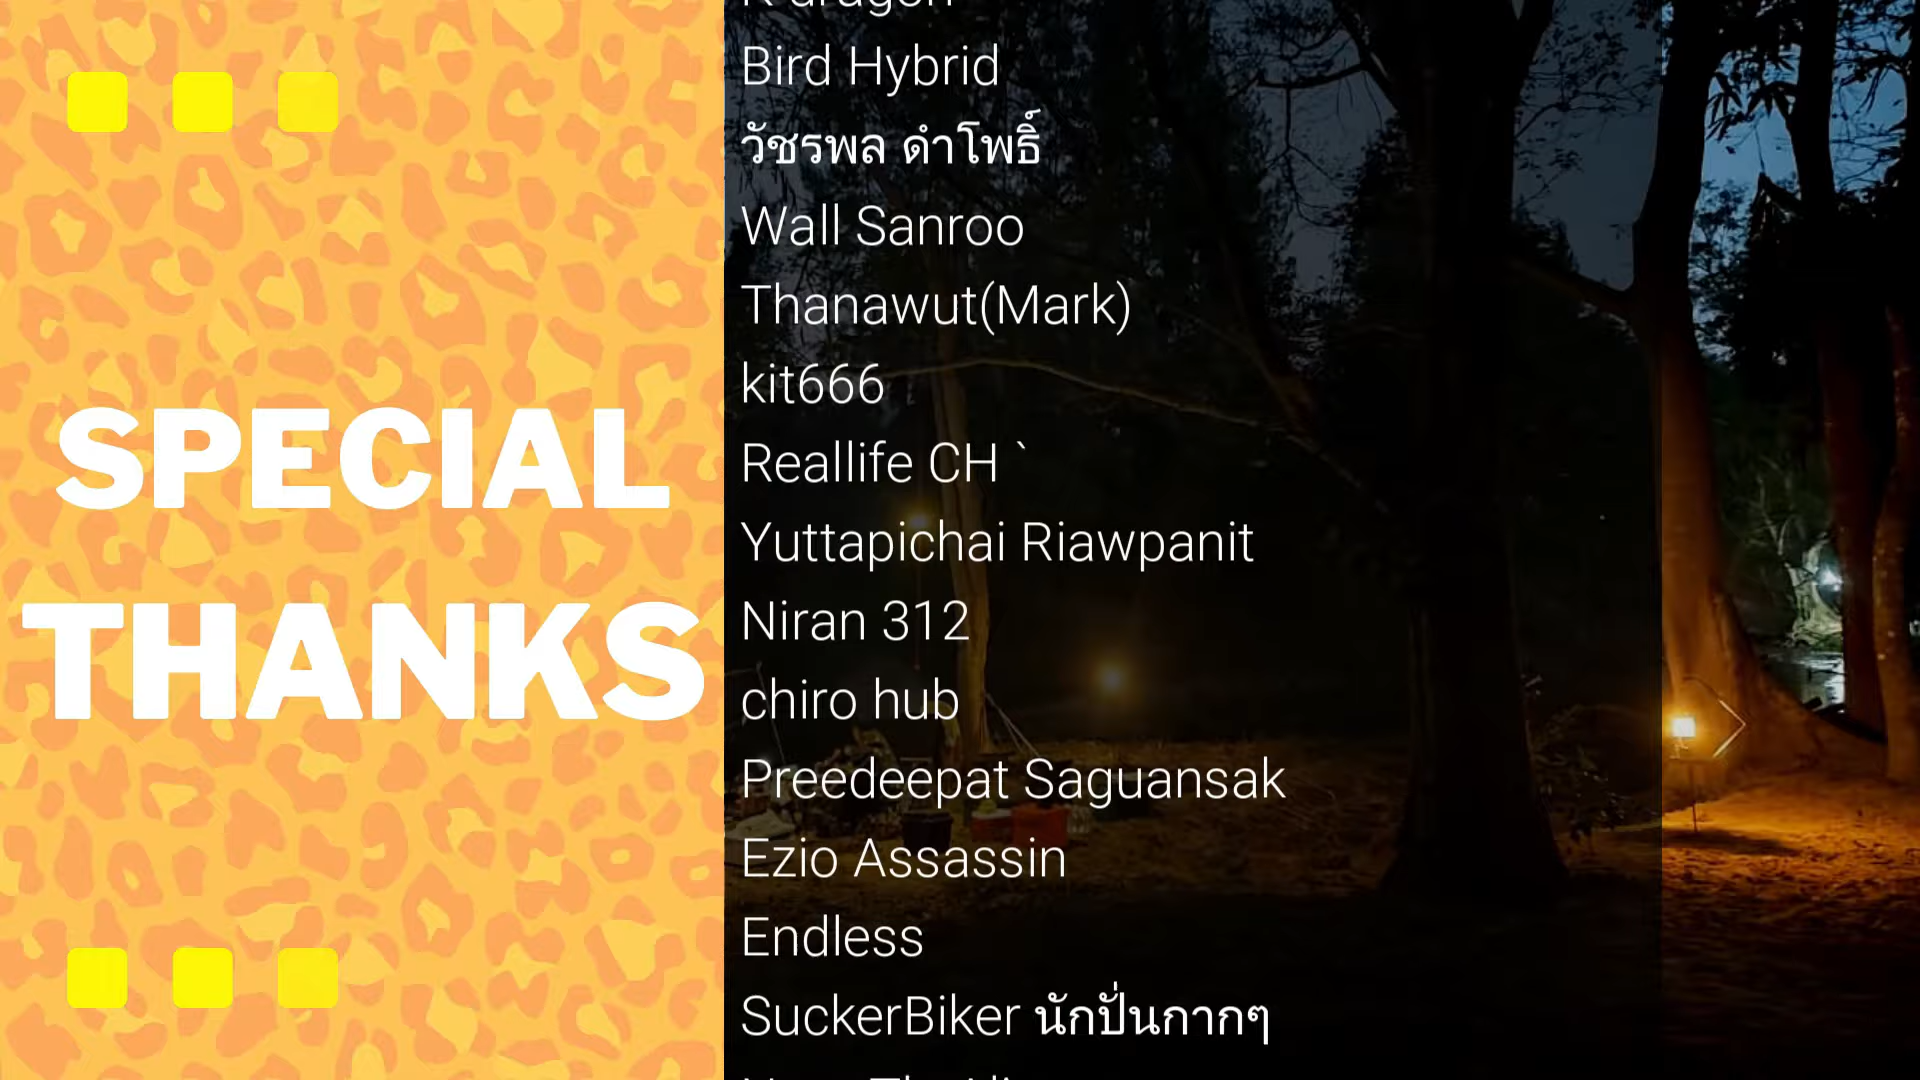 SPECIAL
THANKS
Bird Hybrid
วัชรพล ดำโพธิ์
Wall Sanroo
Thanawut(Mark)
kit666
Reallife CH `
Yuttapichai Riawpanit
Niran 312
chiro hub
Preedeepat Saguansak
Ezio Assassin
Endless
SuckerBiker นักปั่นกากๆ